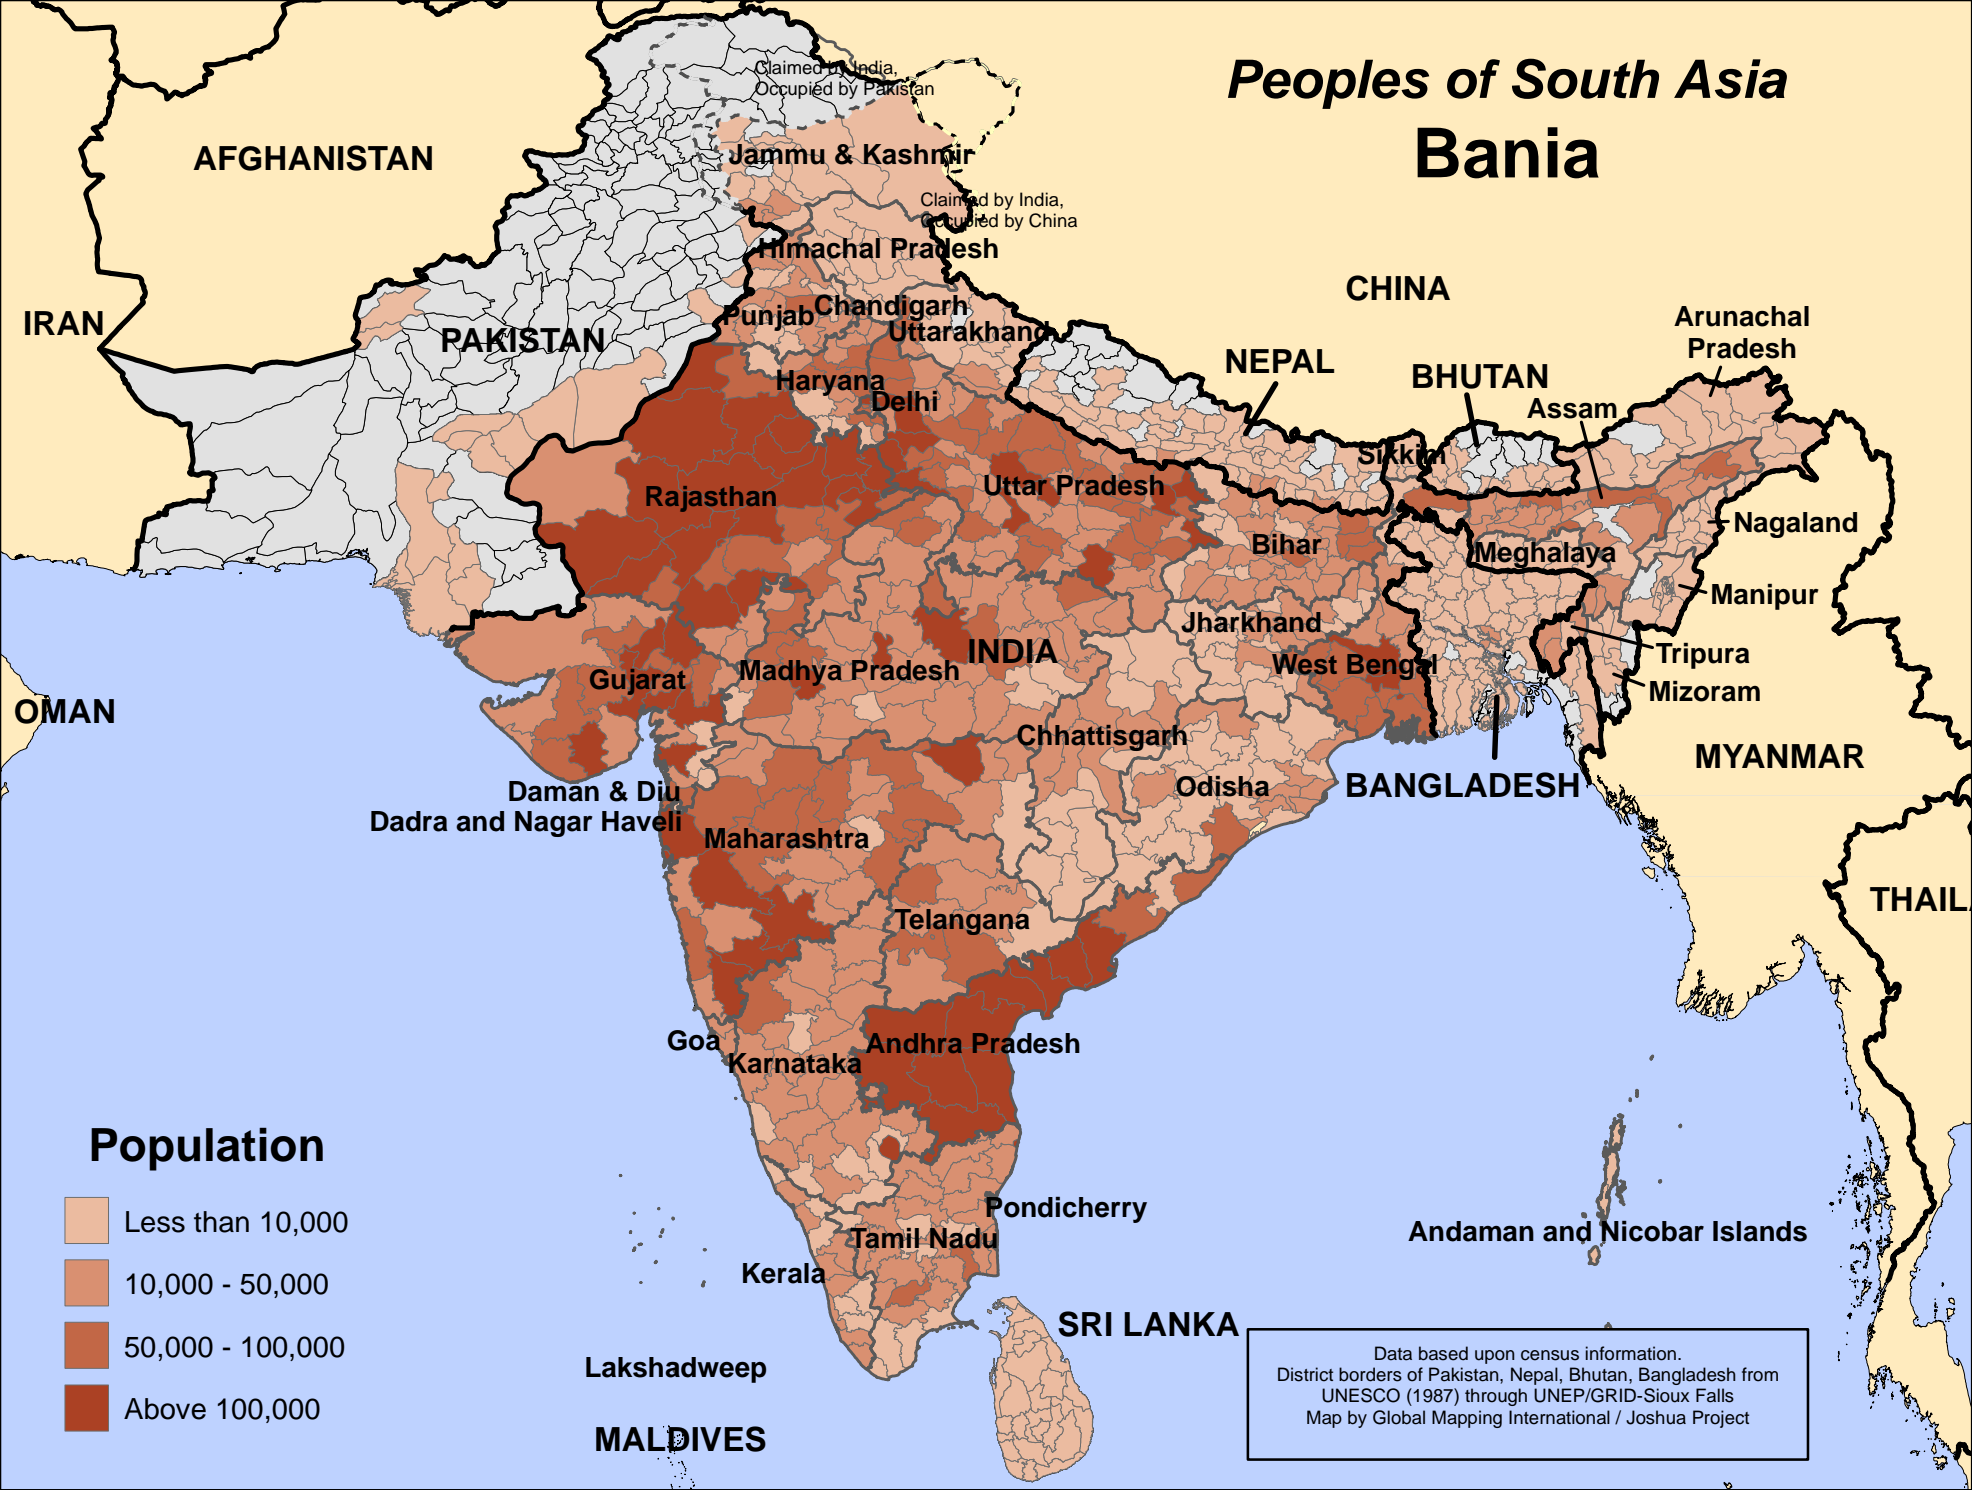 Peoples of South Asia
Bania
Claimed by India,
Occupied by Pakistan
AFGHANISTAN
Jammu & Kashmir
Claimed by India,
Occupied by China
Himachal Pradesh
CHINA
IRAN
PAKISTAN
Punjab
Chandigarh
Uttarakhand
Arunachal
Pradesh
NEPAL
BHUTAN
Haryana
Delhi
Assam
Sikkim
Rajasthan
Uttar Pradesh
Nagaland
Bihar
Meghalaya
Manipur
Jharkhand
INDIA
Tripura
West Bengal
Madhya Pradesh
Gujarat
Mizoram
OMAN
Chhattisgarh
MYANMAR
Odisha
BANGLADESH
Daman & Diu
Dadra and Nagar Haveli
Maharashtra
THAILA
Telangana
Goa
Andhra Pradesh
Karnataka
Pondicherry
Andaman and Nicobar Islands
Tamil Nadu
Kerala
SRI LANKA
Lakshadweep
MALDIVES
Population
Less than 10,000
10,000 - 50,000
50,000 - 100,000
Above 100,000
Data based upon census information.
District borders of Pakistan, Nepal, Bhutan, Bangladesh from
UNESCO (1987) through UNEP/GRID-Sioux Falls
Map by Global Mapping International / Joshua Project